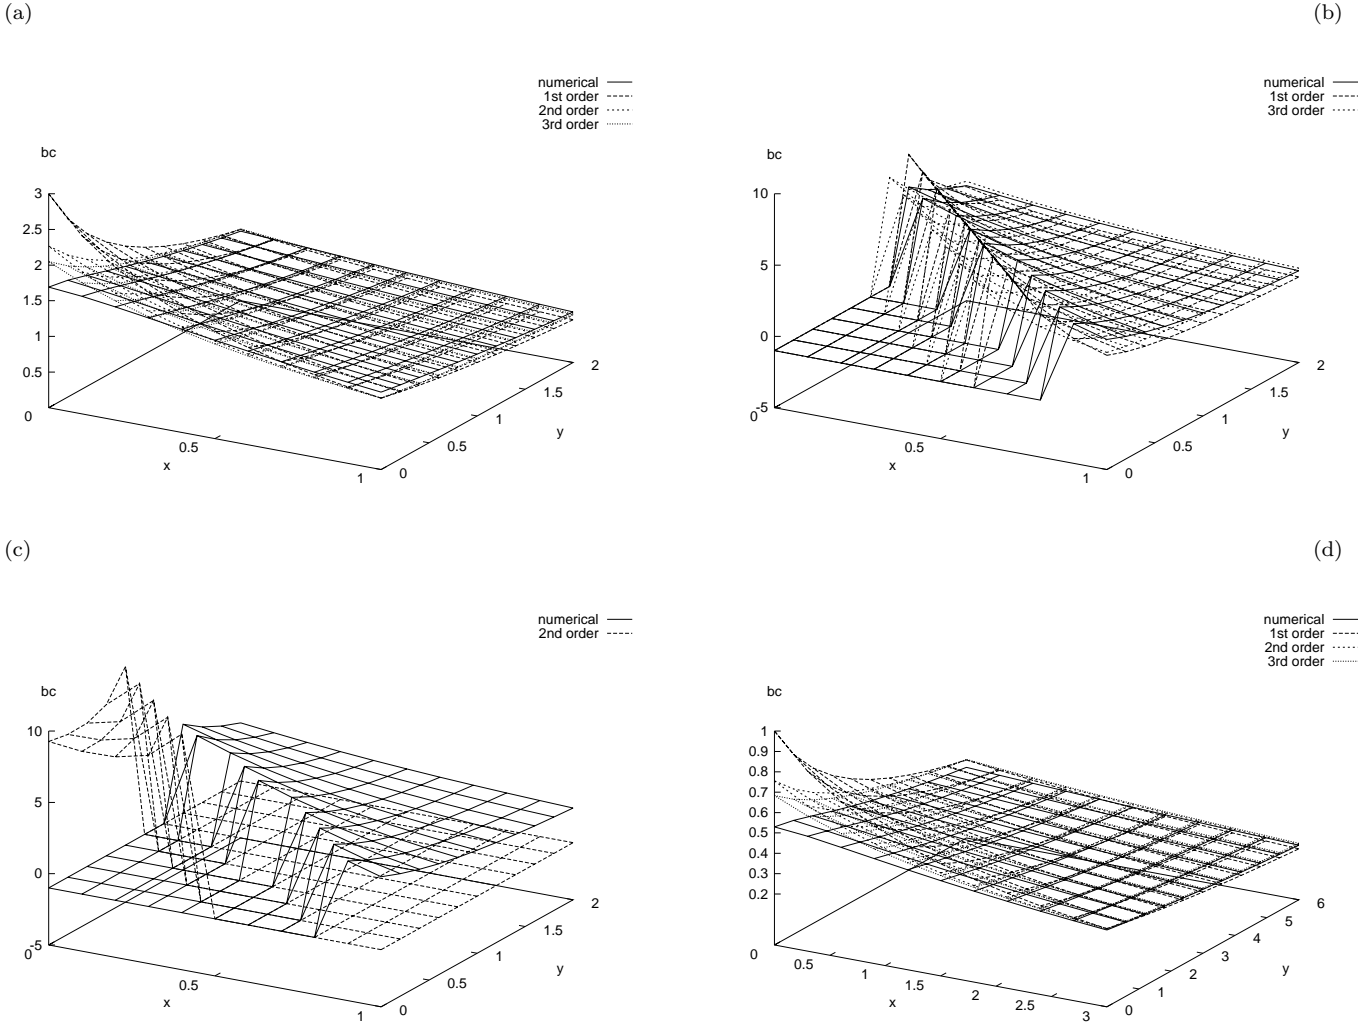 (a)
numerical
1st order
2nd order
3rd order
bc
3
2.5
2
1.5
1
0.5
0
0.5
1
x
0
0.5
1
1.5
2
y
(b)
numerical
1st order
3rd order
bc
10
5
0
-5
0
0.5
1
x
0
0.5
1
1.5
2
y
(c)
numerical
2nd order
bc
10
5
0
-5
0
0.5
1
x
0
0.5
1
1.5
2
y
(d)
numerical
1st order
2nd order
3rd order
bc
1
0.9
0.8
0.7
0.6
0.5
0.4
0.3
0.2
0
0.5
1
1.5
2
2.5
3
x
0
1
2
3
4
5
6
y